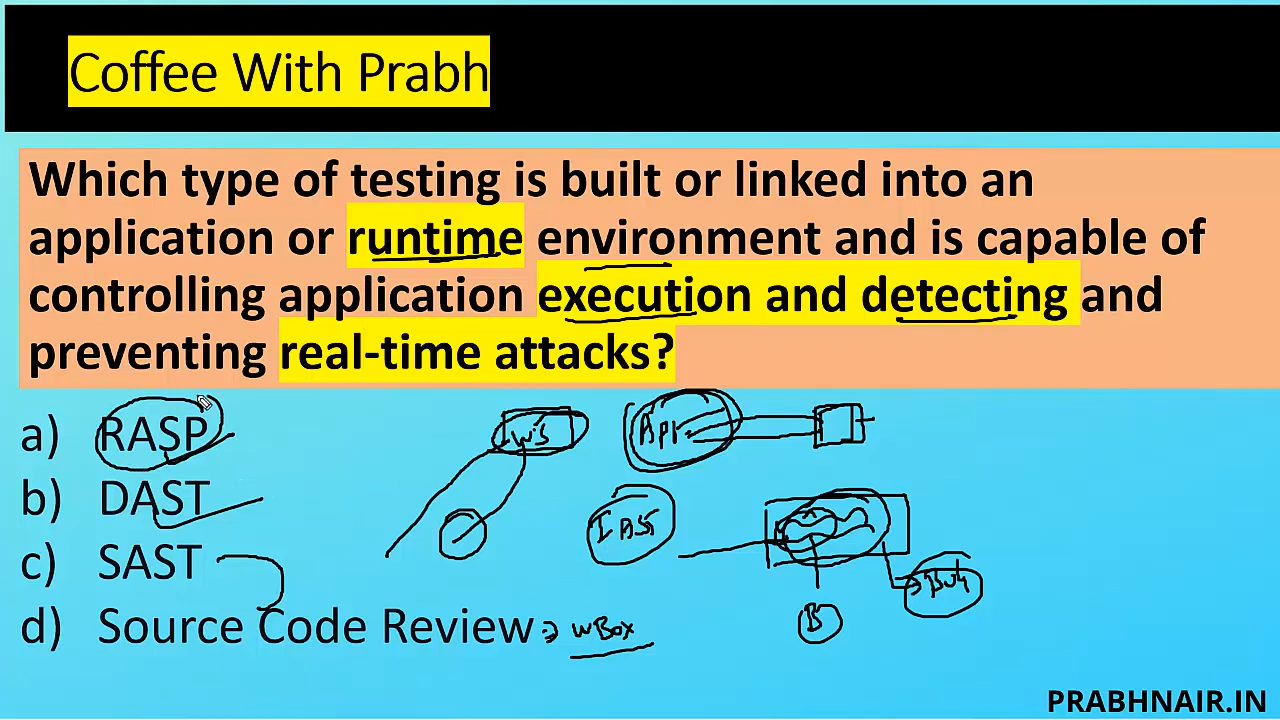 Coffee With Prabh
Which type of testing is built or linked into an
application or runtime environment and is capable of
controlling application execution and detecting and
preventing real-time attacks?
a) RASP
b) DAST
c) SAST
d) Source Code Review
WS
IAST
B
WBox
PRABHNAIR.IN